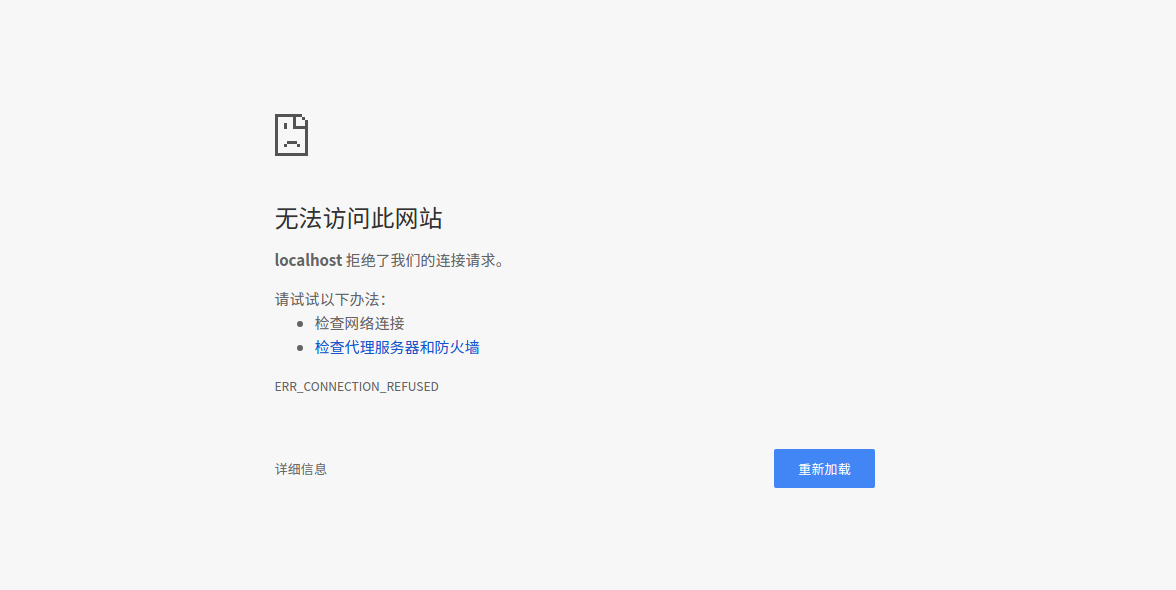 无法访问此网站
localhost 拒绝了我们的连接请求。
请试试以下办法：
检查网络连接
检查代理服务器和防火墙
ERR_CONNECTION_REFUSED
详细信息
重新加载